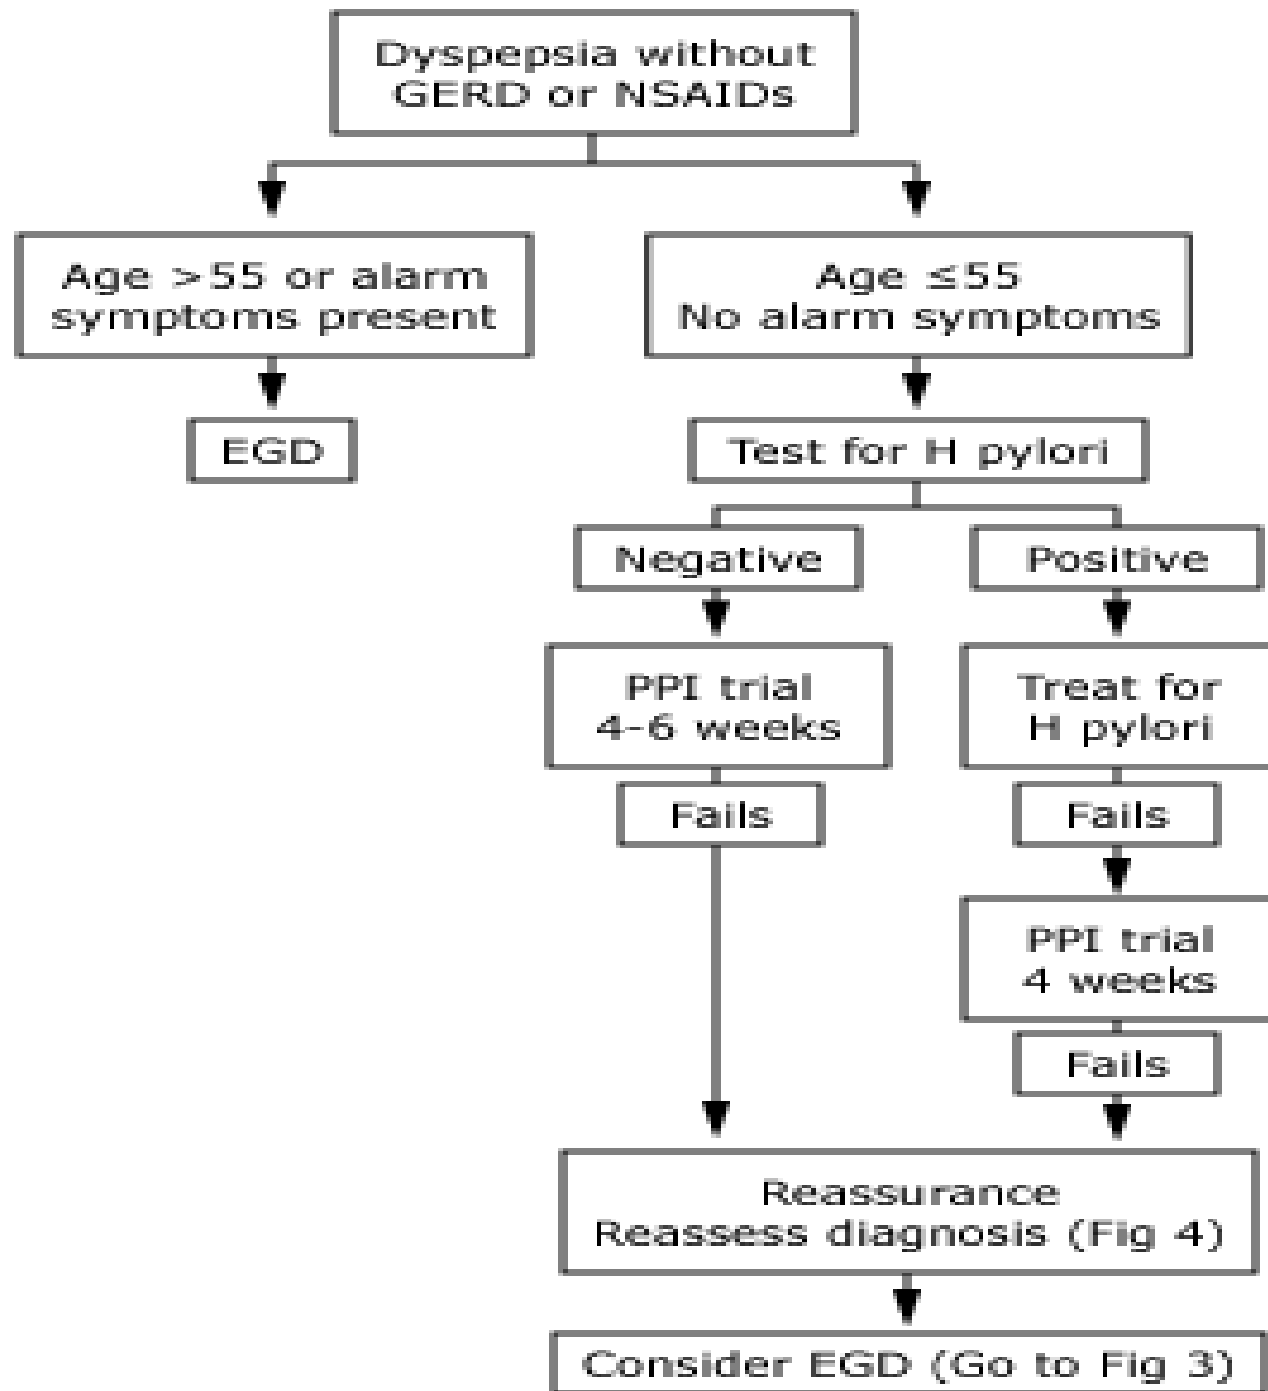 Dyspepsia without
GERD or NSAIDs
Age >55 or alarm
symptoms present
Age ≤55
No alarm symptoms
EGD
Test for H pylori
Negative
Positive
PPI trial
4-6 weeks
Treat for
H pylori
Fails
Fails
PPI trial
4 weeks
Fails
Reassurance
Reassess diagnosis (Fig 4)
Consider EGD (Go to Fig 3)